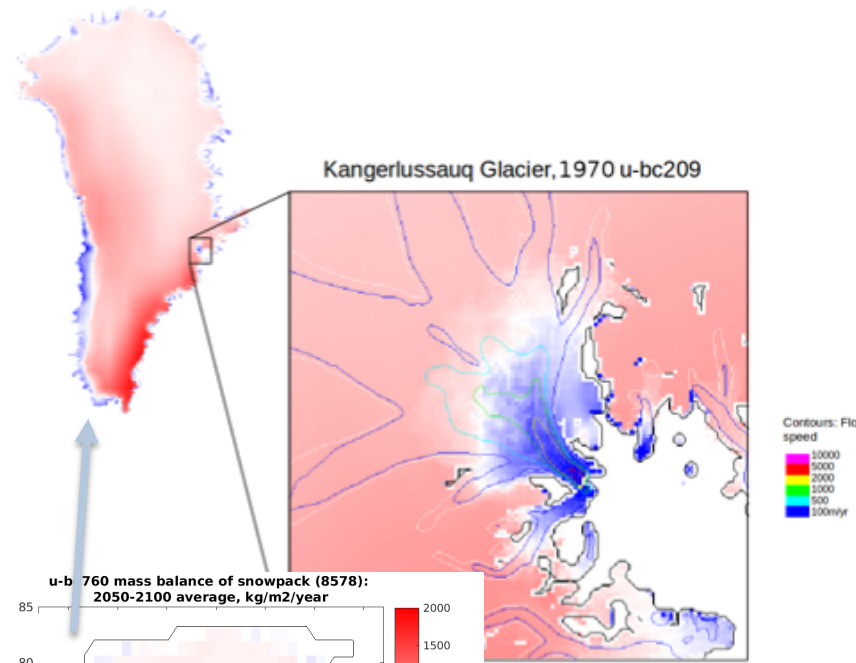 Kangerlussauq Glacier, 1970 u-bc209
Contours: Flo
speed
10000
5000
2000
1000
500
100m/yr
760 mass balance of snowpack (8578):
2050-2100 average, kg/m2/year
85
80
2000
1500